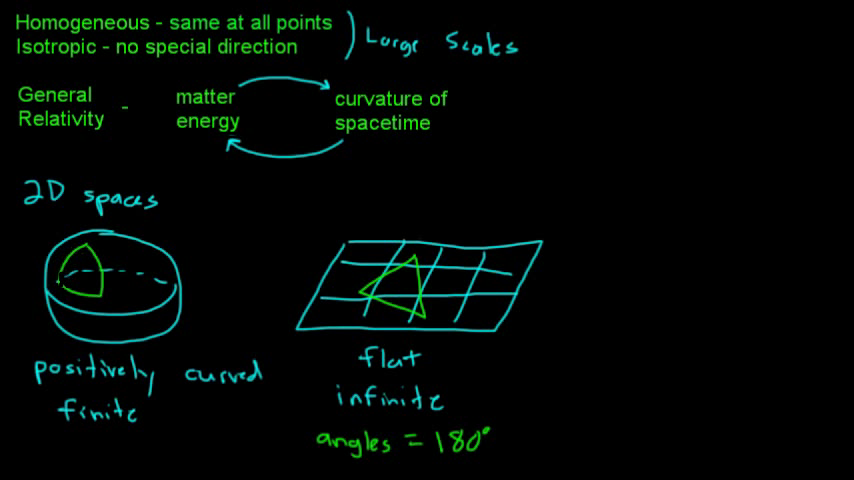 Homogeneous - same at all points
Isotropic - no special direction
Large Scales
General Relativity - matter energy curvature of spacetime
2D spaces
positively curved
finite
flat
infinite
angles = 180°